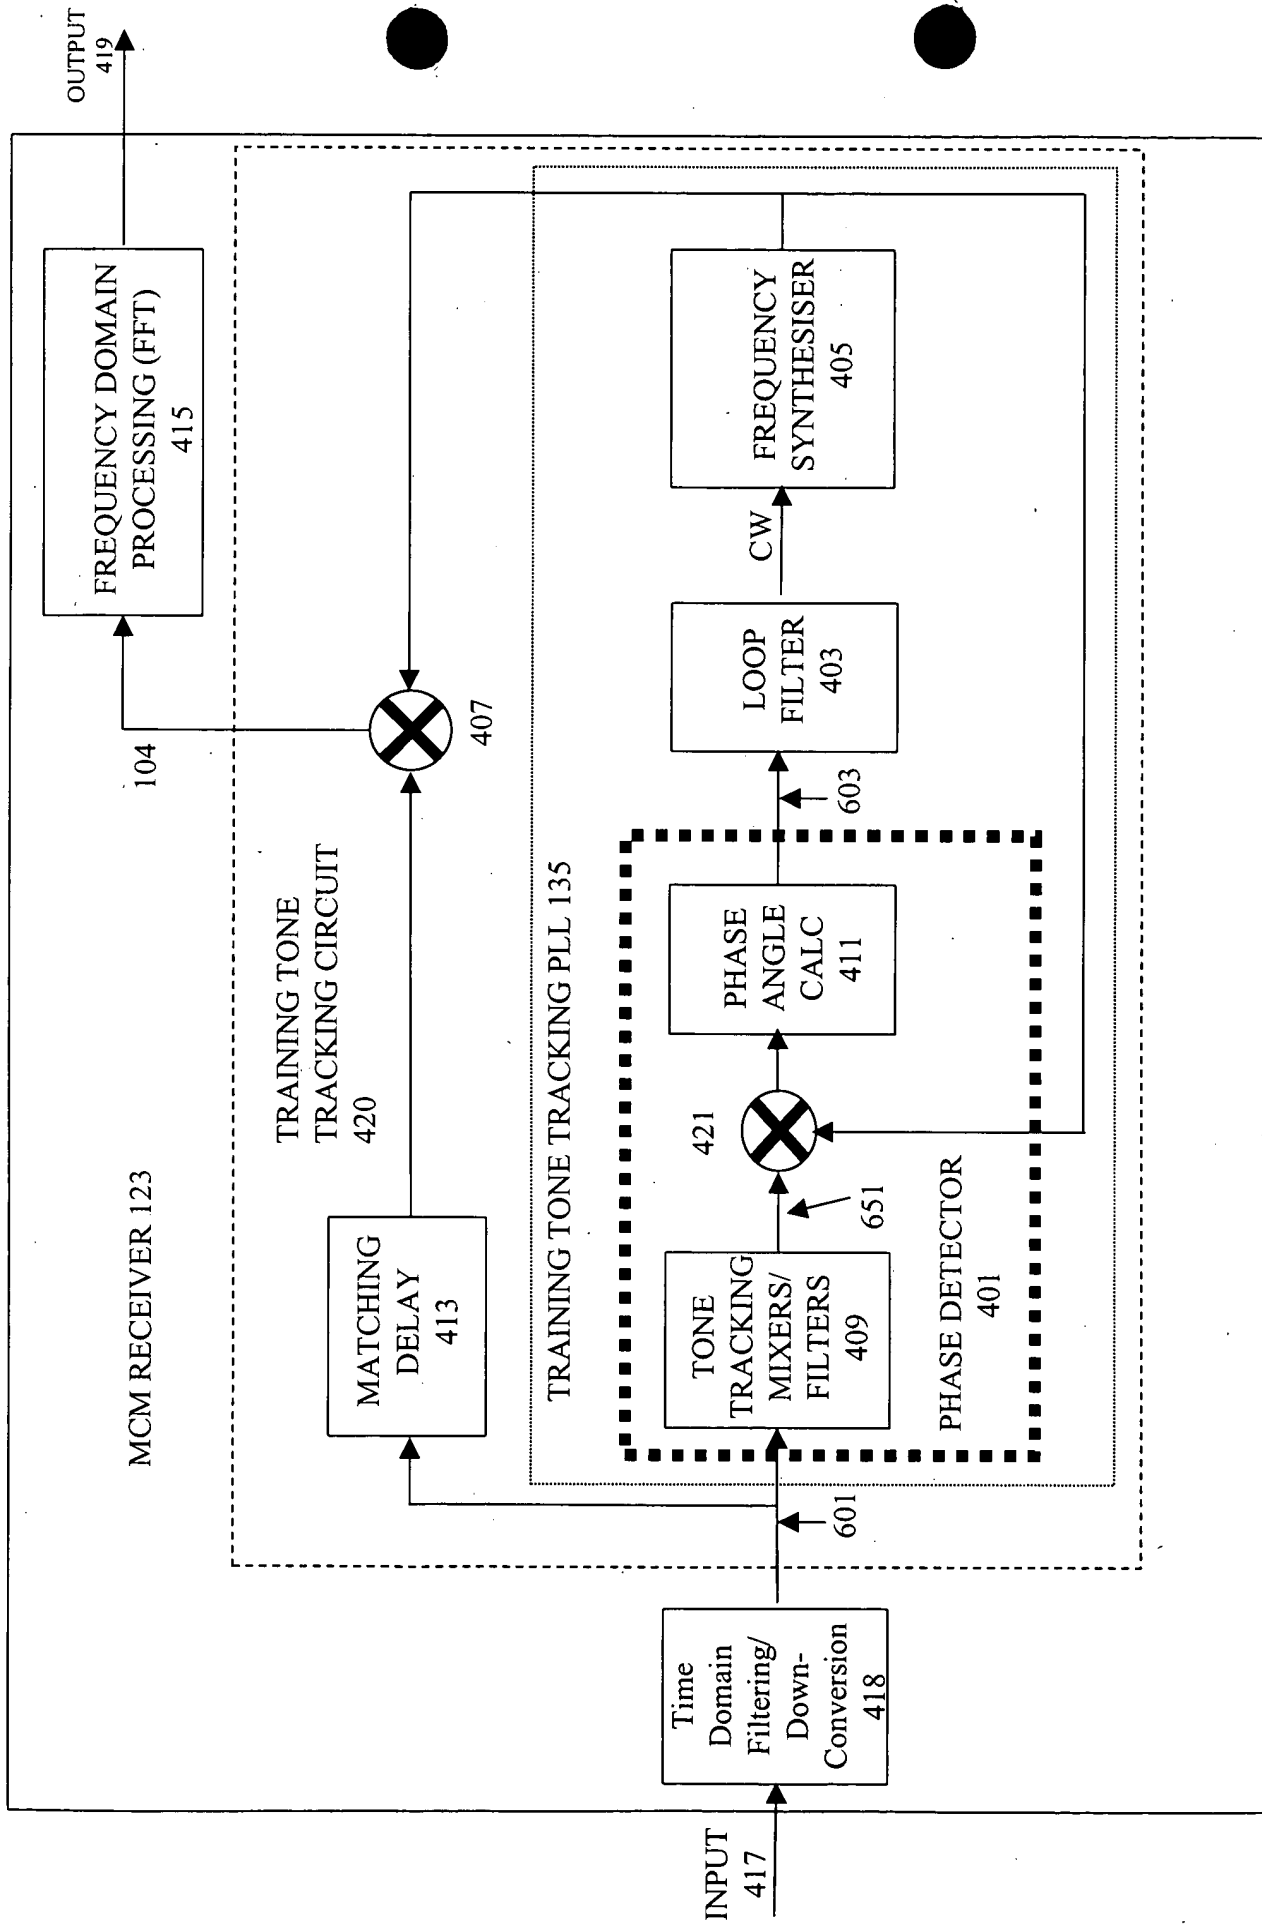 MCM RECEIVER 123
OUTPUT
419
FREQUENCY DOMAIN
PROCESSING (FFT)
415
104
TRAINING TONE
TRACKING CIRCUIT
420
MATCHING
DELAY
413
407
TRAINING TONE TRACKING PLL 135
INPUT
417
Time
Domain
Filtering/
Down-
Conversion
418
601
TONE
TRACKING
MIXERS/
FILTERS
409
651
421
PHASE
ANGLE
CALC
411
PHASE DETECTOR
401
603
LOOP
FILTER
403
CW
FREQUENCY
SYNTHESISER
405